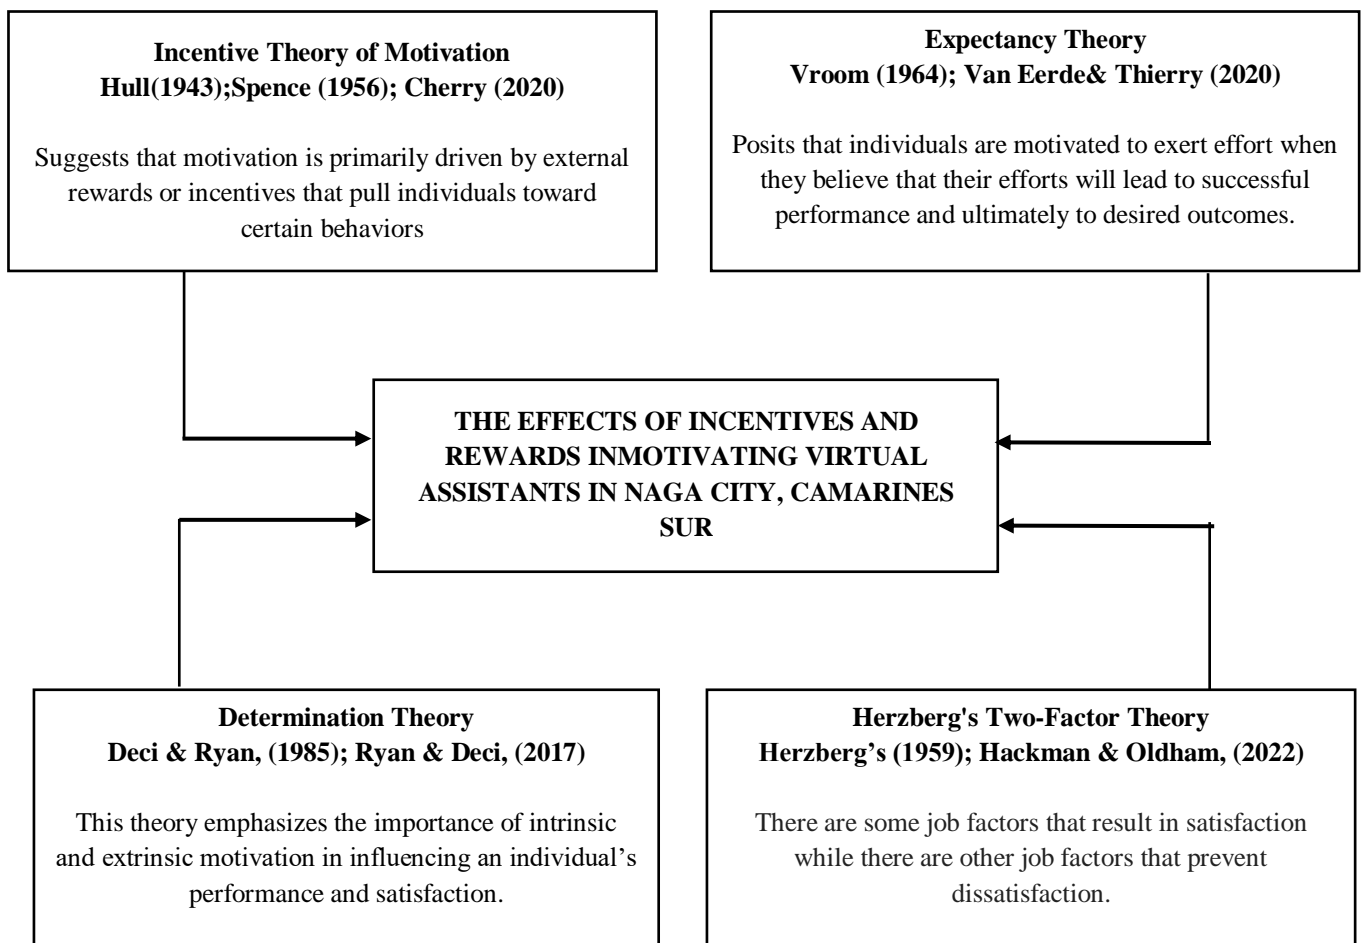 Incentive Theory of Motivation
Hull(1943);Spence (1956); Cherry (2020)
Suggests that motivation is primarily driven by external
rewards or incentives that pull individuals toward
certain behaviors
Expectancy Theory
Vroom (1964); Van Eerde& Thierry (2020)
Posits that individuals are motivated to exert effort when
they believe that their efforts will lead to successful
performance and ultimately to desired outcomes.
THE EFFECTS OF INCENTIVES AND
REWARDS INMOTIVATING VIRTUAL
ASSISTANTS IN NAGA CITY, CAMARINES
SUR
Determination Theory
Deci & Ryan, (1985); Ryan & Deci, (2017)
This theory emphasizes the importance of intrinsic
and extrinsic motivation in influencing an individual’s
performance and satisfaction.
Herzberg's Two-Factor Theory
Herzberg’s (1959); Hackman & Oldham, (2022)
There are some job factors that result in satisfaction
while there are other job factors that prevent
dissatisfaction.